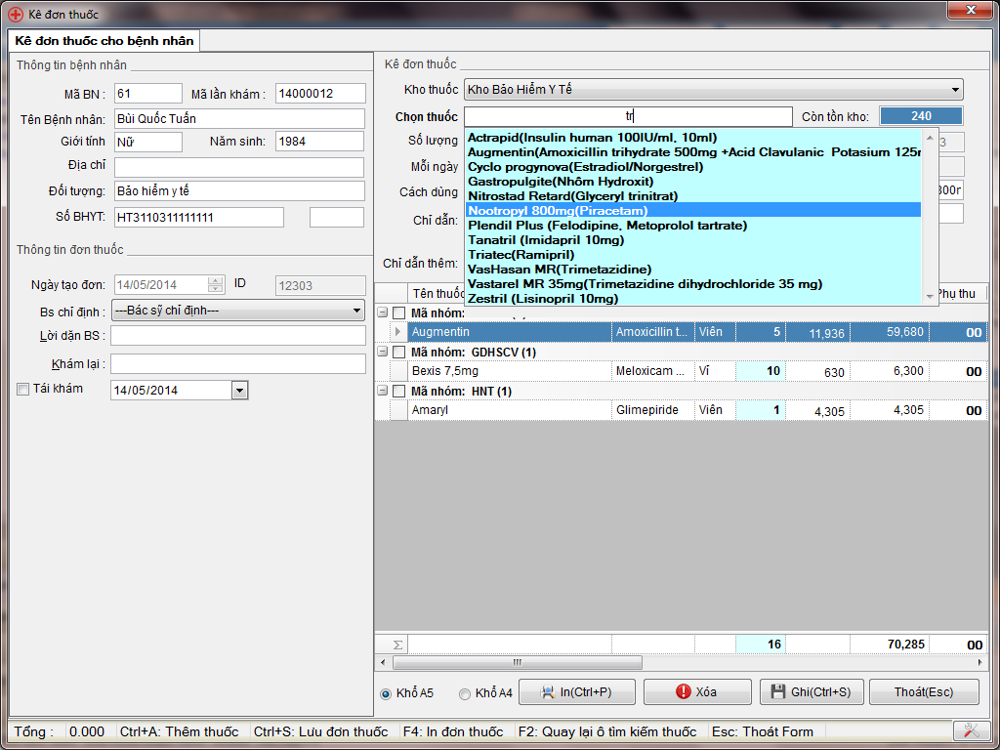 Kê đơn thuốc
Kê đơn thuốc cho bệnh nhân
Thông tin bệnh nhân
Mã BN : 61 Mã lần khám : 14000012
Tên Bệnh nhân: Bùi Quốc Tuấn
Giới tính Nữ Năm sinh: 1984
Địa chỉ
Đối tượng: Bảo hiểm y tế
Số BHYT: HT3110311111111
Thông tin đơn thuốc
Ngày tạo đơn: 14/05/2014 ID 12303
Bs chỉ định : ---Bác sỹ chỉ định---
Lời dặn BS :
Khám lại :
Tái khám 14/05/2014
Kê đơn thuốc
Kho thuốc Kho Bảo Hiểm Y Tế
Chọn thuốc tr Còn tồn kho: 240
Số lượng 3
Mỗi ngày
Cách dùng
Chỉ dẫn:
Chỉ dẫn thêm:
Actrapid(Insulin human 100IU/ml, 10ml)
Augmentin(Amoxicillin trihydrate 500mg +Acid Clavulanic Potasium 125r
Cyclo progynova(Estradiol/Norgestrel)
Gastropulgite(Nhôm Hydroxit)
Nitrostad Retard(Glyceryl trinitrat)
Nootropyl 800mg(Piracetam)
Plendil Plus (Felodipine, Metoprolol tartrate)
Tanatril (Imidapril 10mg)
Triatec(Ramipril)
VasHasan MR(Trimetazidine)
Vastarel MR 35mg(Trimetazidine dihydrochloride 35 mg)
Zestril (Lisinopril 10mg)
Tên thuốc Phụ thu
Mã nhóm:
Augmentin Amoxicillin t... Viên 5 11,936 59,680 00
Mã nhóm: GDHSCV (1)
Bexis 7,5mg Meloxicam ... Vỉ 10 630 6,300 00
Mã nhóm: HNT (1)
Amaryl Glimepiride Viên 1 4,305 4,305 00
Σ 16 70,285 00
Khổ A5 Khổ A4 In(Ctrl+P) Xóa Ghi(Ctrl+S) Thoát(Esc)
Tổng : 0.000 Ctrl+A: Thêm thuốc Ctrl+S: Lưu đơn thuốc F4: In đơn thuốc F2: Quay lại ô tìm kiếm thuốc Esc: Thoát Form